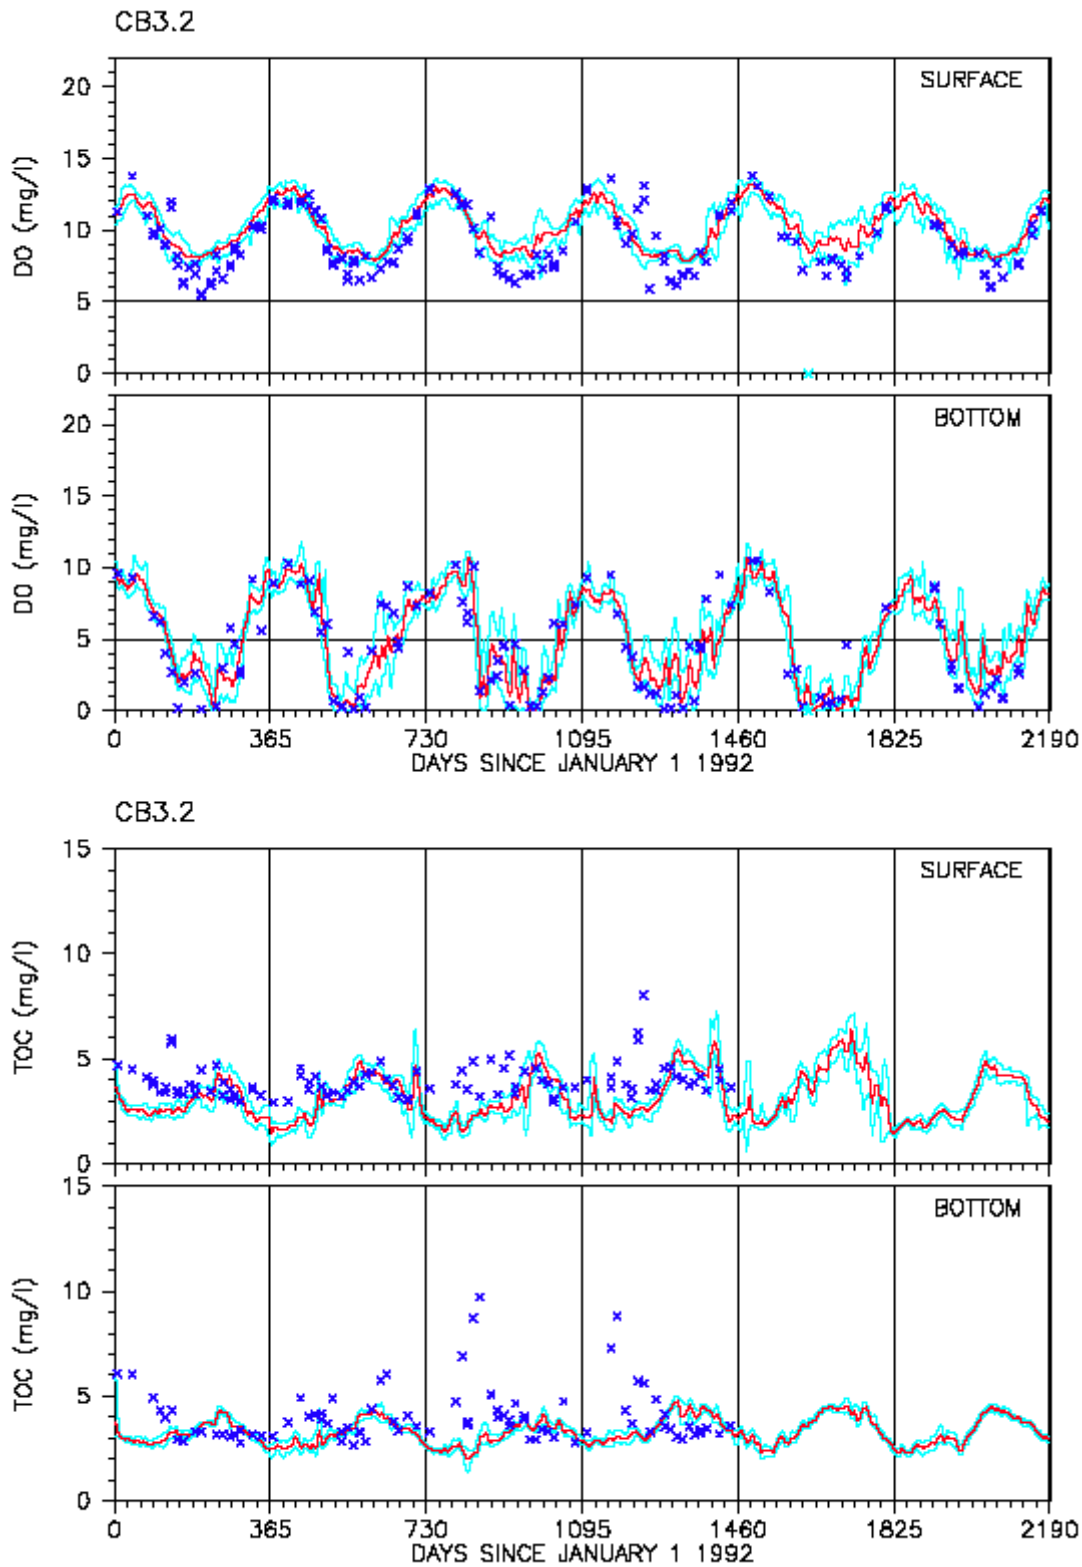 CB3.2
SURFACE
20
15
10
5
0
DO (mg/l)
BOTTOM
20
15
10
5
0
DO (mg/l)
0 365 730 1095 1460 1825 2190
DAYS SINCE JANUARY 1 1992
CB3.2
SURFACE
15
10
5
0
TOC (mg/l)
BOTTOM
15
10
5
0
TOC (mg/l)
0 365 730 1095 1460 1825 2190
DAYS SINCE JANUARY 1 1992